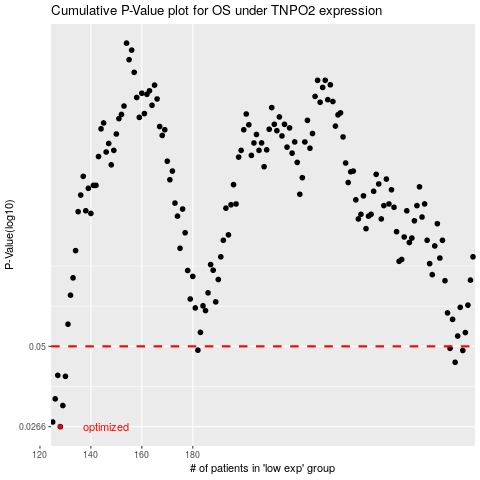 Cumulative P-Value plot for OS under TNPO2 expression
P-Value(log10)
0.05
0.0266
optimized
120 140 160 180
# of patients in 'low exp' group